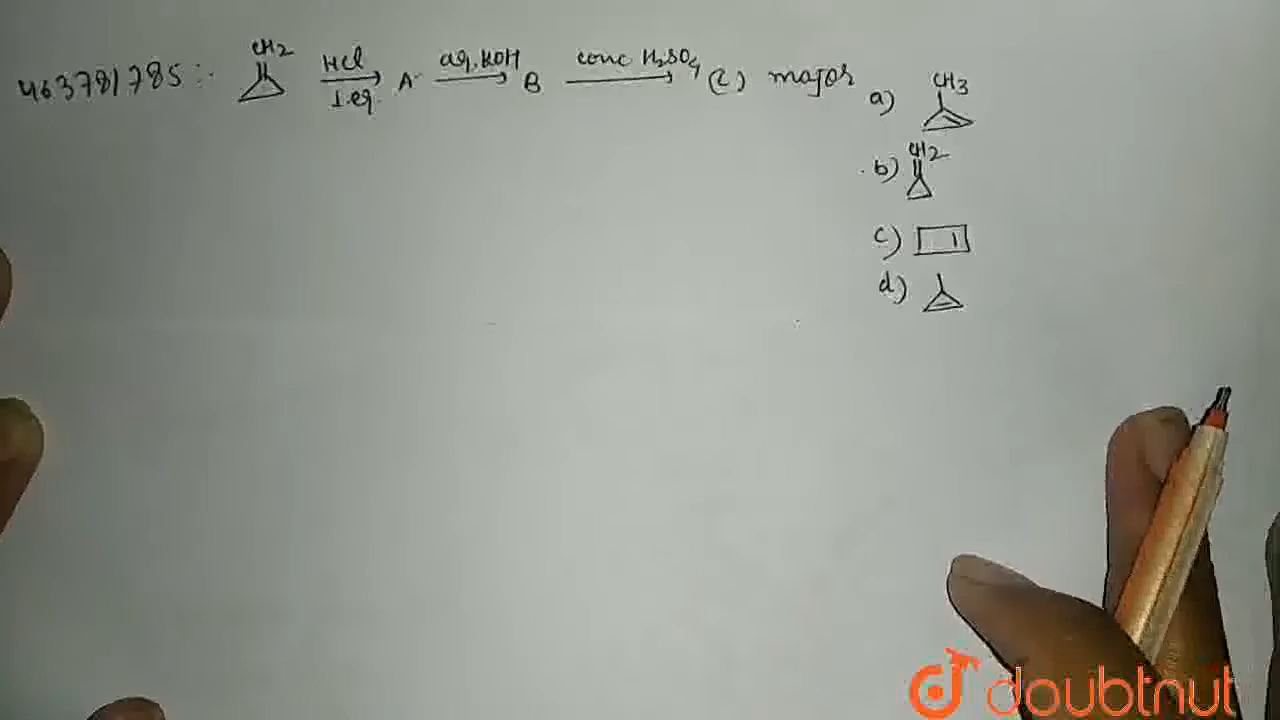 463781785:- CH2 HCl 1.eq. A aq.KOH B conc H2SO4 (C) major
a) CH3
b) CH2
c)
d)
doubtnut